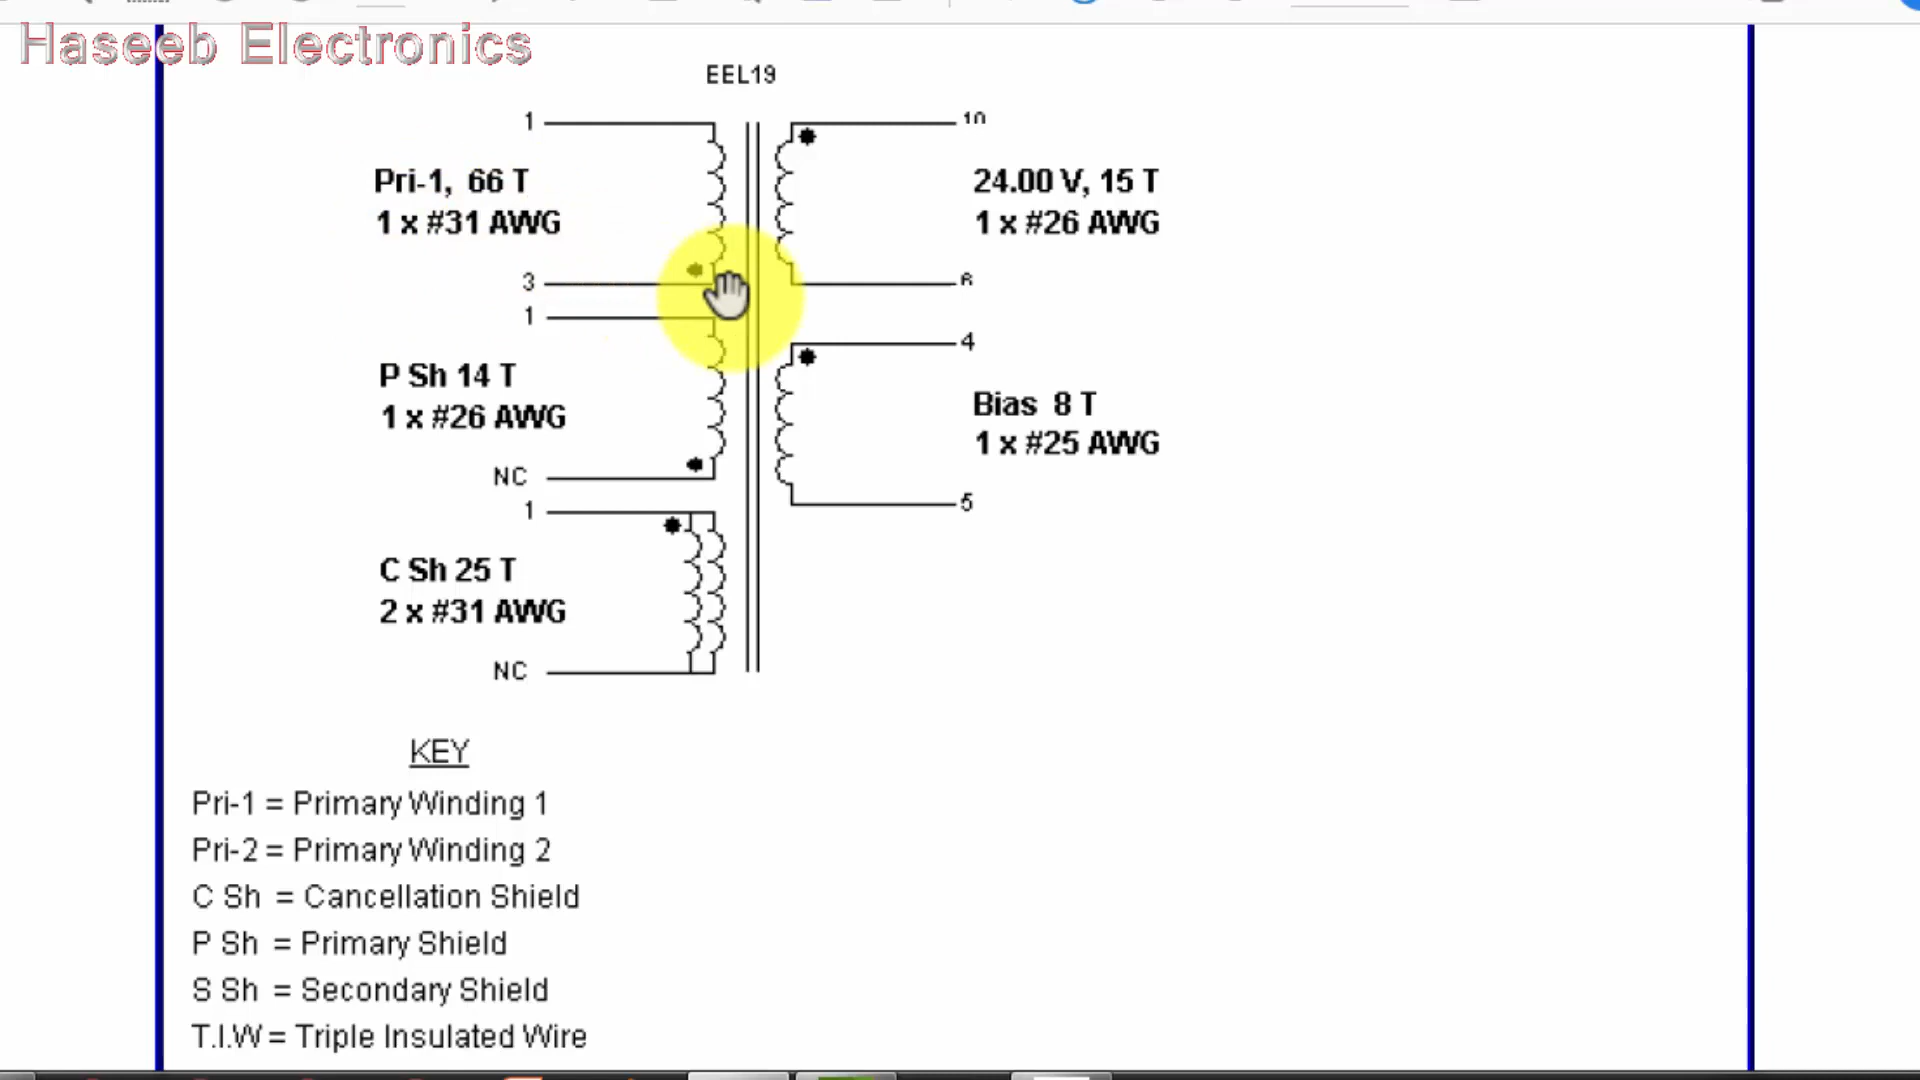 Haseeb Electronics
EEL19
1
Pri-1, 66 T
1 x #31 AWG
3
1
P Sh 14 T
1 x #26 AWG
NC
1
C Sh 25 T
2 x #31 AWG
NC
10
24.00 V, 15 T
1 x #26 AWG
4
Bias 8 T
1 x #25 AWG
5
KEY
Pri-1 = Primary Winding 1
Pri-2 = Primary Winding 2
C Sh = Cancellation Shield
P Sh = Primary Shield
S Sh = Secondary Shield
T.I.W = Triple Insulated Wire